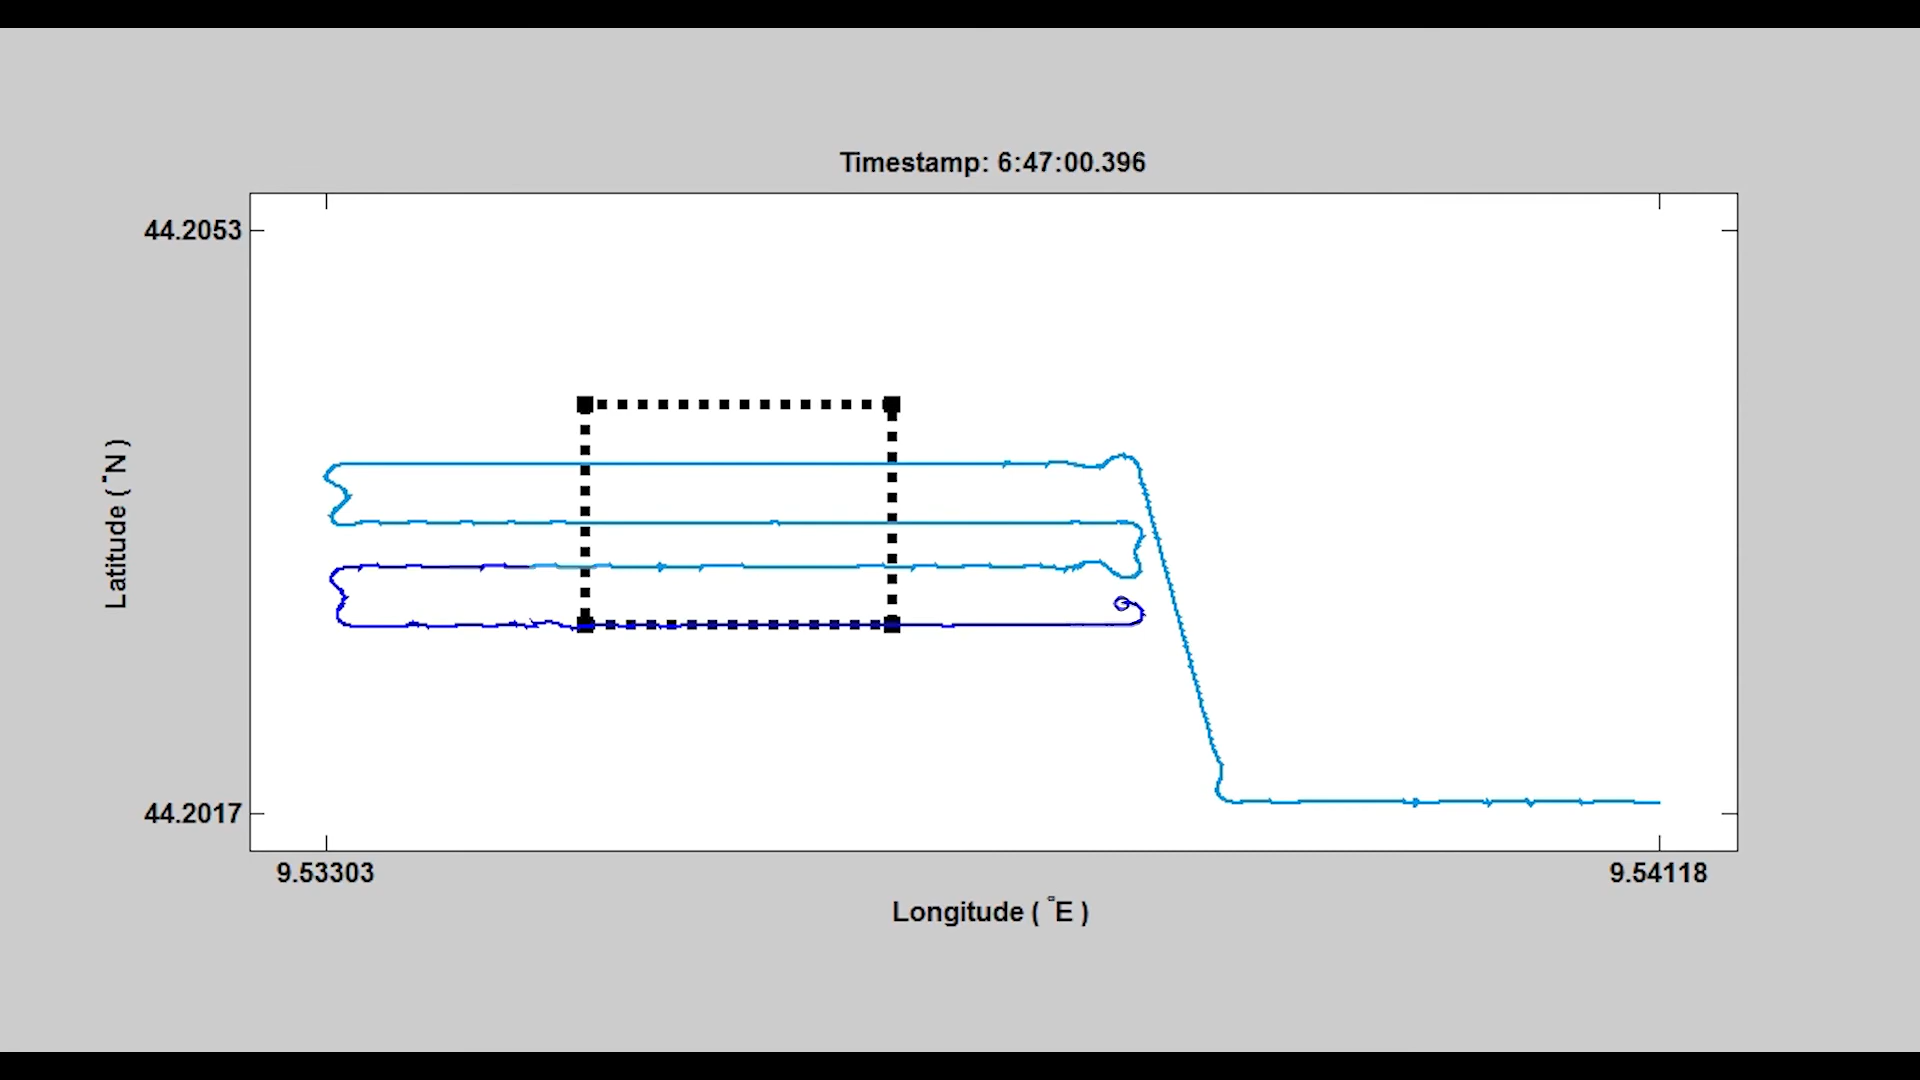 Timestamp: 6:47:00.396
44.2053
Latitude ( °N )
44.2017
9.53303
9.54118
Longitude ( °E )